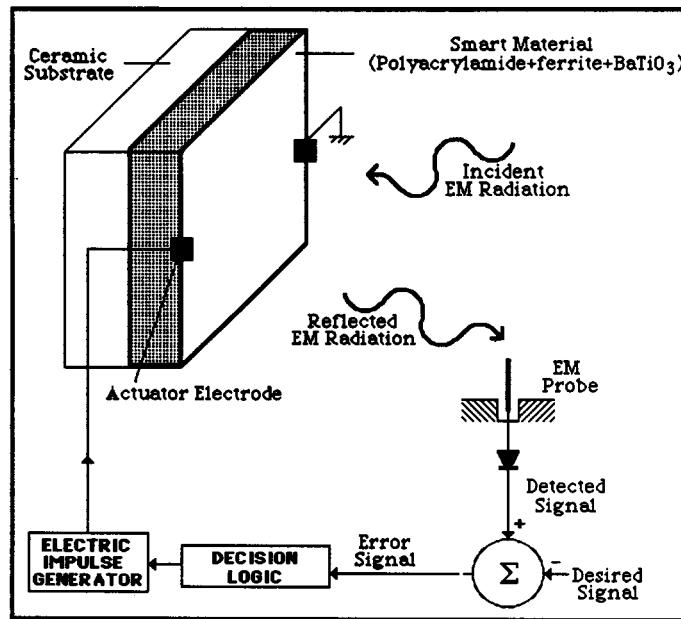 Ceramic
Substrate
Smart Material
(Polyacrylamide+ferrite+BaTiO3)
Incident
EM Radiation
Reflected
EM Radiation
Actuator Electrode
EM
Probe
Detected
Signal
+
ELECTRIC
IMPULSE
GENERATOR
DECISION
LOGIC
Error
Signal
Σ
-
Desired
Signal